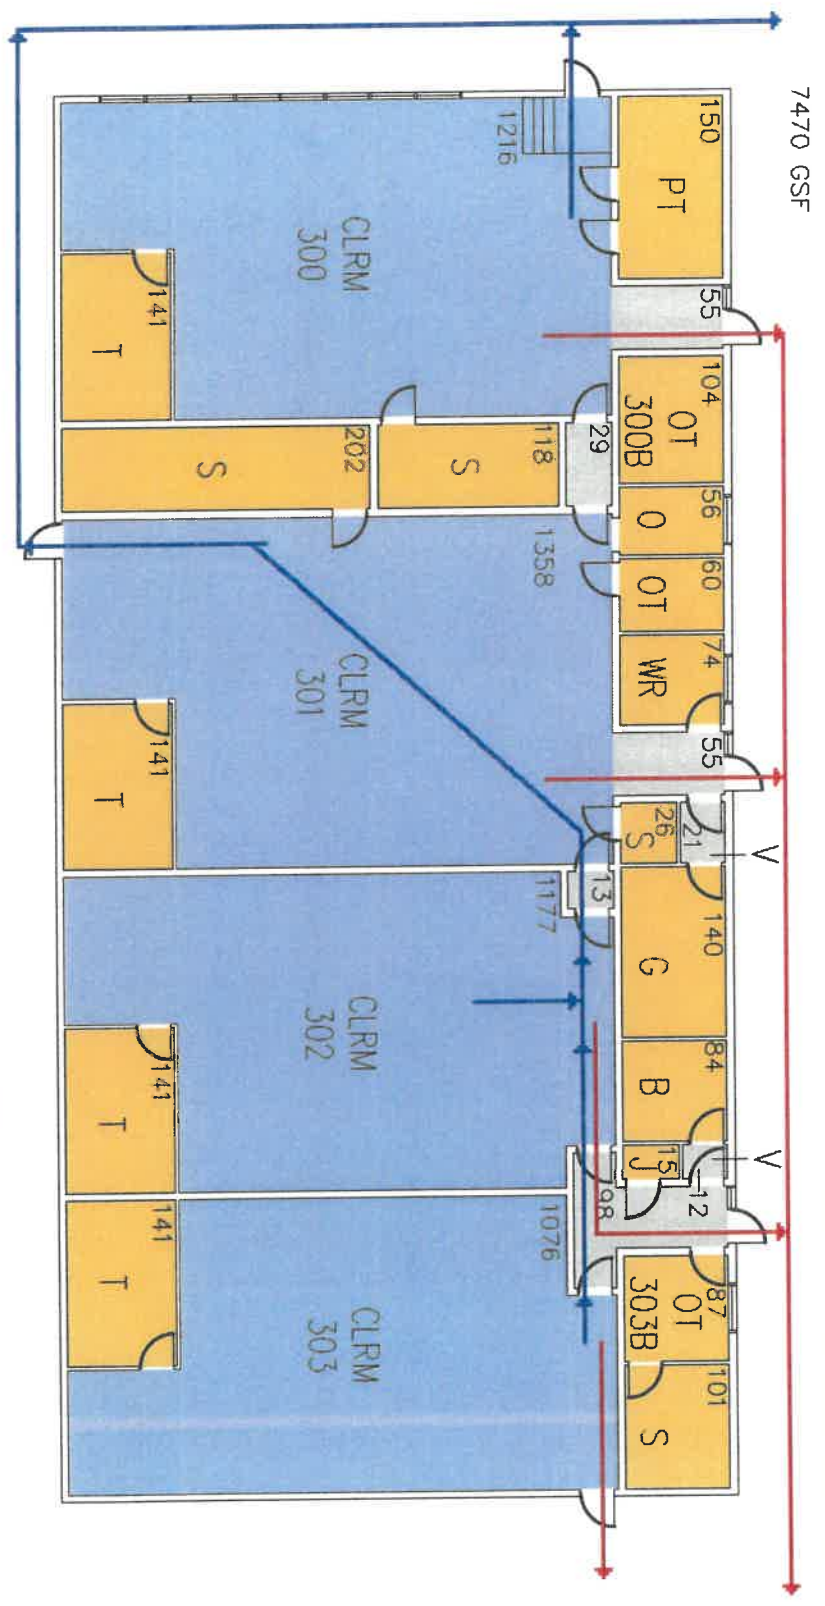 7470 GSF
150
PT
55
104
OT
300B
56
O
60
OT
74
WR
55
21
V
26
S
140
G
84
B
15
J
V
12
98
87
OT
303B
101
S
1216
CLRM
300
141
T
29
118
S
202
S
1358
CLRM
301
141
T
13
1177
CLRM
302
141
T
1076
CLRM
303
141
T